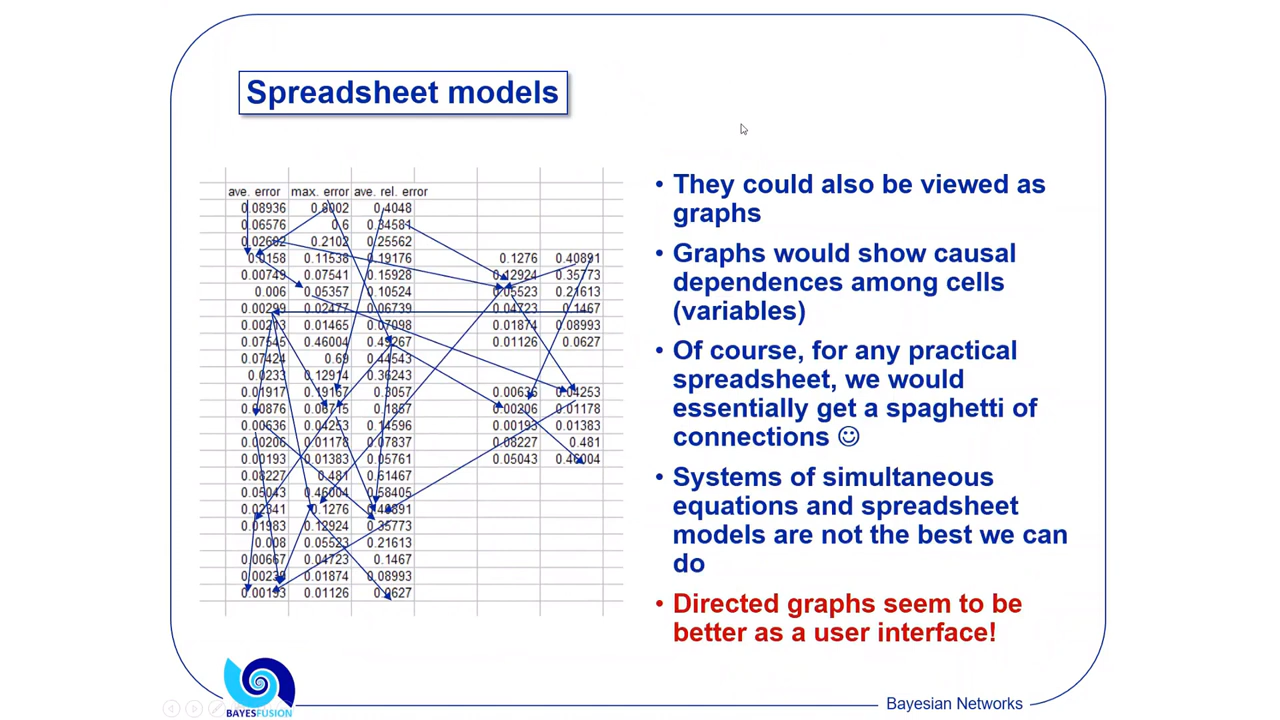 Spreadsheet models
ave. error max. error ave. rel. error
0.08936 0.8002 0.4048
0.06576 0.6 0.34581
0.02602 0.2102 0.25562
0.0158 0.11538 0.19176 0.1276 0.40891
0.00749 0.07541 0.15928 0.12924 0.35773
0.006 0.05357 0.10524 0.05523 0.21613
0.00299 0.02477 0.06739 0.04723 0.1467
0.00213 0.01465 0.07098 0.01874 0.08993
0.07545 0.46004 0.49267 0.01126 0.0627
0.07424 0.69 0.44543
0.0233 0.12914 0.36243
0.01917 0.19167 0.3057 0.00636 0.04253
0.00876 0.06715 0.1857 0.00206 0.01178
0.00636 0.04253 0.14596 0.00193 0.01383
0.00206 0.01178 0.07837 0.08227 0.481
0.00193 0.01383 0.05761 0.05043 0.46004
0.08227 0.481 0.61467
0.05043 0.46004 0.58405
0.02341 0.1276 0.40891
0.01983 0.12924 0.35773
0.008 0.05523 0.21613
0.00667 0.04723 0.1467
0.00239 0.01874 0.08993
0.00193 0.01126 0.0627
• They could also be viewed as
graphs
• Graphs would show causal
dependences among cells
(variables)
• Of course, for any practical
spreadsheet, we would
essentially get a spaghetti of
connections ☺
• Systems of simultaneous
equations and spreadsheet
models are not the best we can
do
• Directed graphs seem to be
better as a user interface!
BAYESFUSION
Bayesian Networks